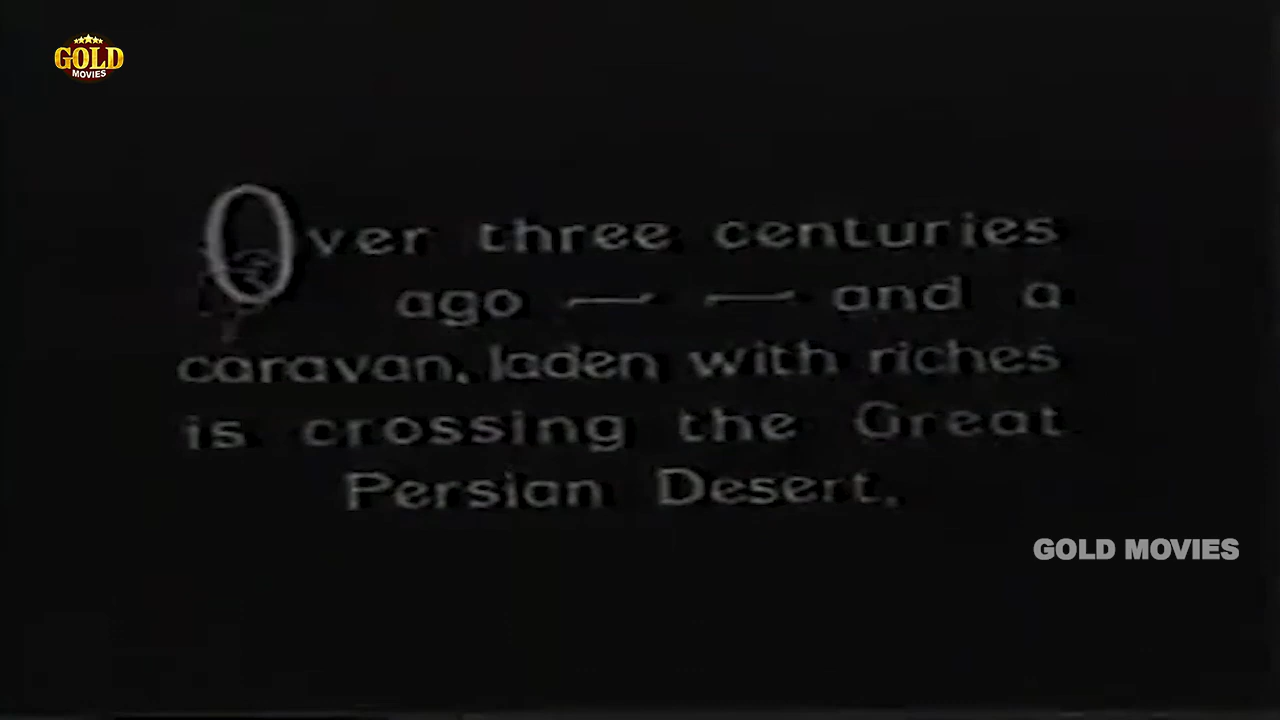 GOLD
MOVIES
Over three centuries
ago — — and a
caravan, laden with riches
is crossing the Great
Persian Desert.
GOLD MOVIES